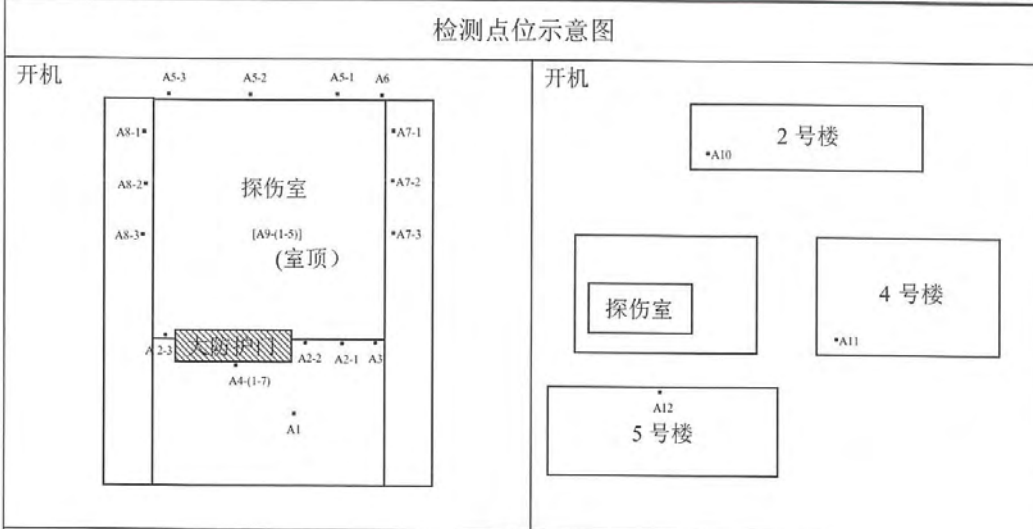 检测点位示意图
开机
A5-3
A5-2
A5-1
A6
A8-1
A7-1
A8-2
探伤室
A7-2
A8-3
[A9-(1-5)]
A7-3
(室顶）
A2-3
大防护门
A2-2
A2-1
A3
A4-(1-7)
A1
开机
2 号楼
A10
探伤室
4 号楼
A11
A12
5 号楼